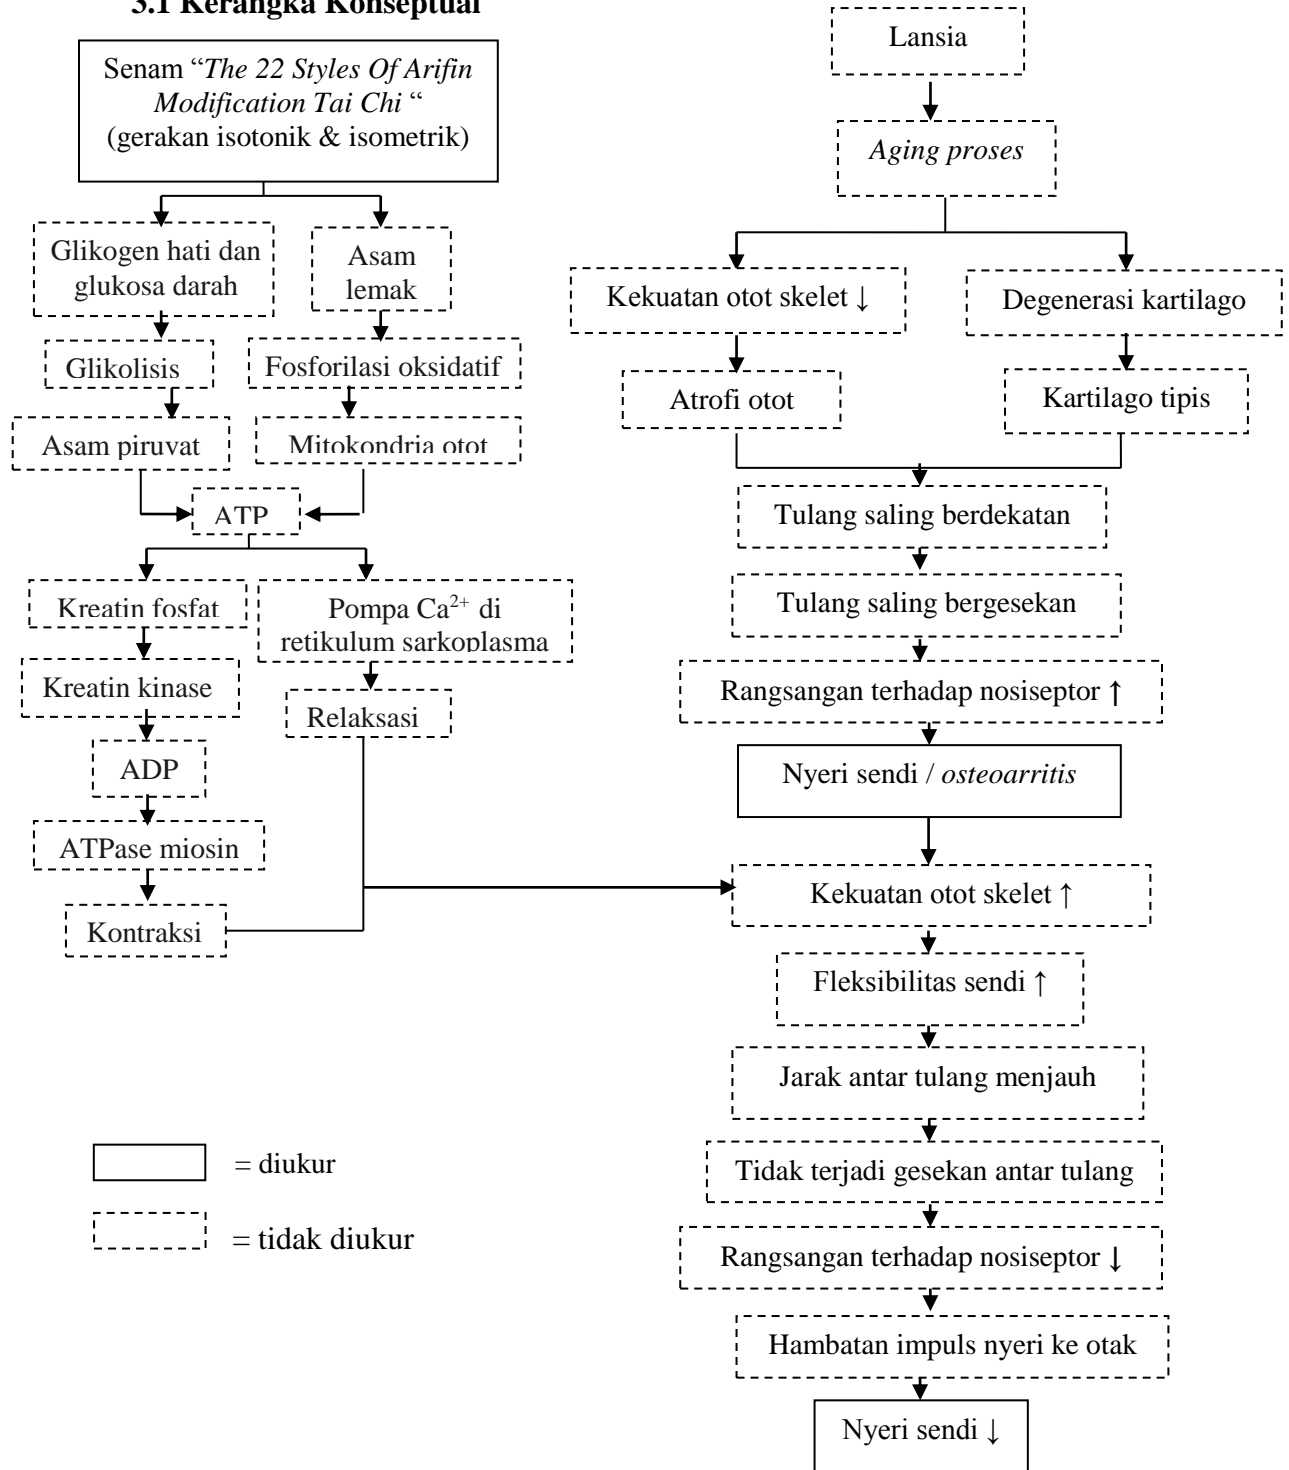 3.1 Kerangka Konseptual
Senam “The 22 Styles Of Arifin
Modification Tai Chi “
(gerakan isotonik & isometrik)
Glikogen hati dan
glukosa darah
Asam
lemak
Glikolisis
Fosforilasi oksidatif
Asam piruvat
Mitokondria otot
ATP
Kreatin fosfat
Pompa Ca²⁺ di
retikulum sarkoplasma
Kreatin kinase
Relaksasi
ADP
ATPase miosin
Kontraksi
Lansia
Aging proses
Kekuatan otot skelet ↓
Degenerasi kartilago
Atrofi otot
Kartilago tipis
Tulang saling berdekatan
Tulang saling bergesekan
Rangsangan terhadap nosiseptor ↑
Nyeri sendi / osteoarritis
Kekuatan otot skelet ↑
Fleksibilitas sendi ↑
Jarak antar tulang menjauh
Tidak terjadi gesekan antar tulang
Rangsangan terhadap nosiseptor ↓
Hambatan impuls nyeri ke otak
Nyeri sendi ↓
= diukur
= tidak diukur